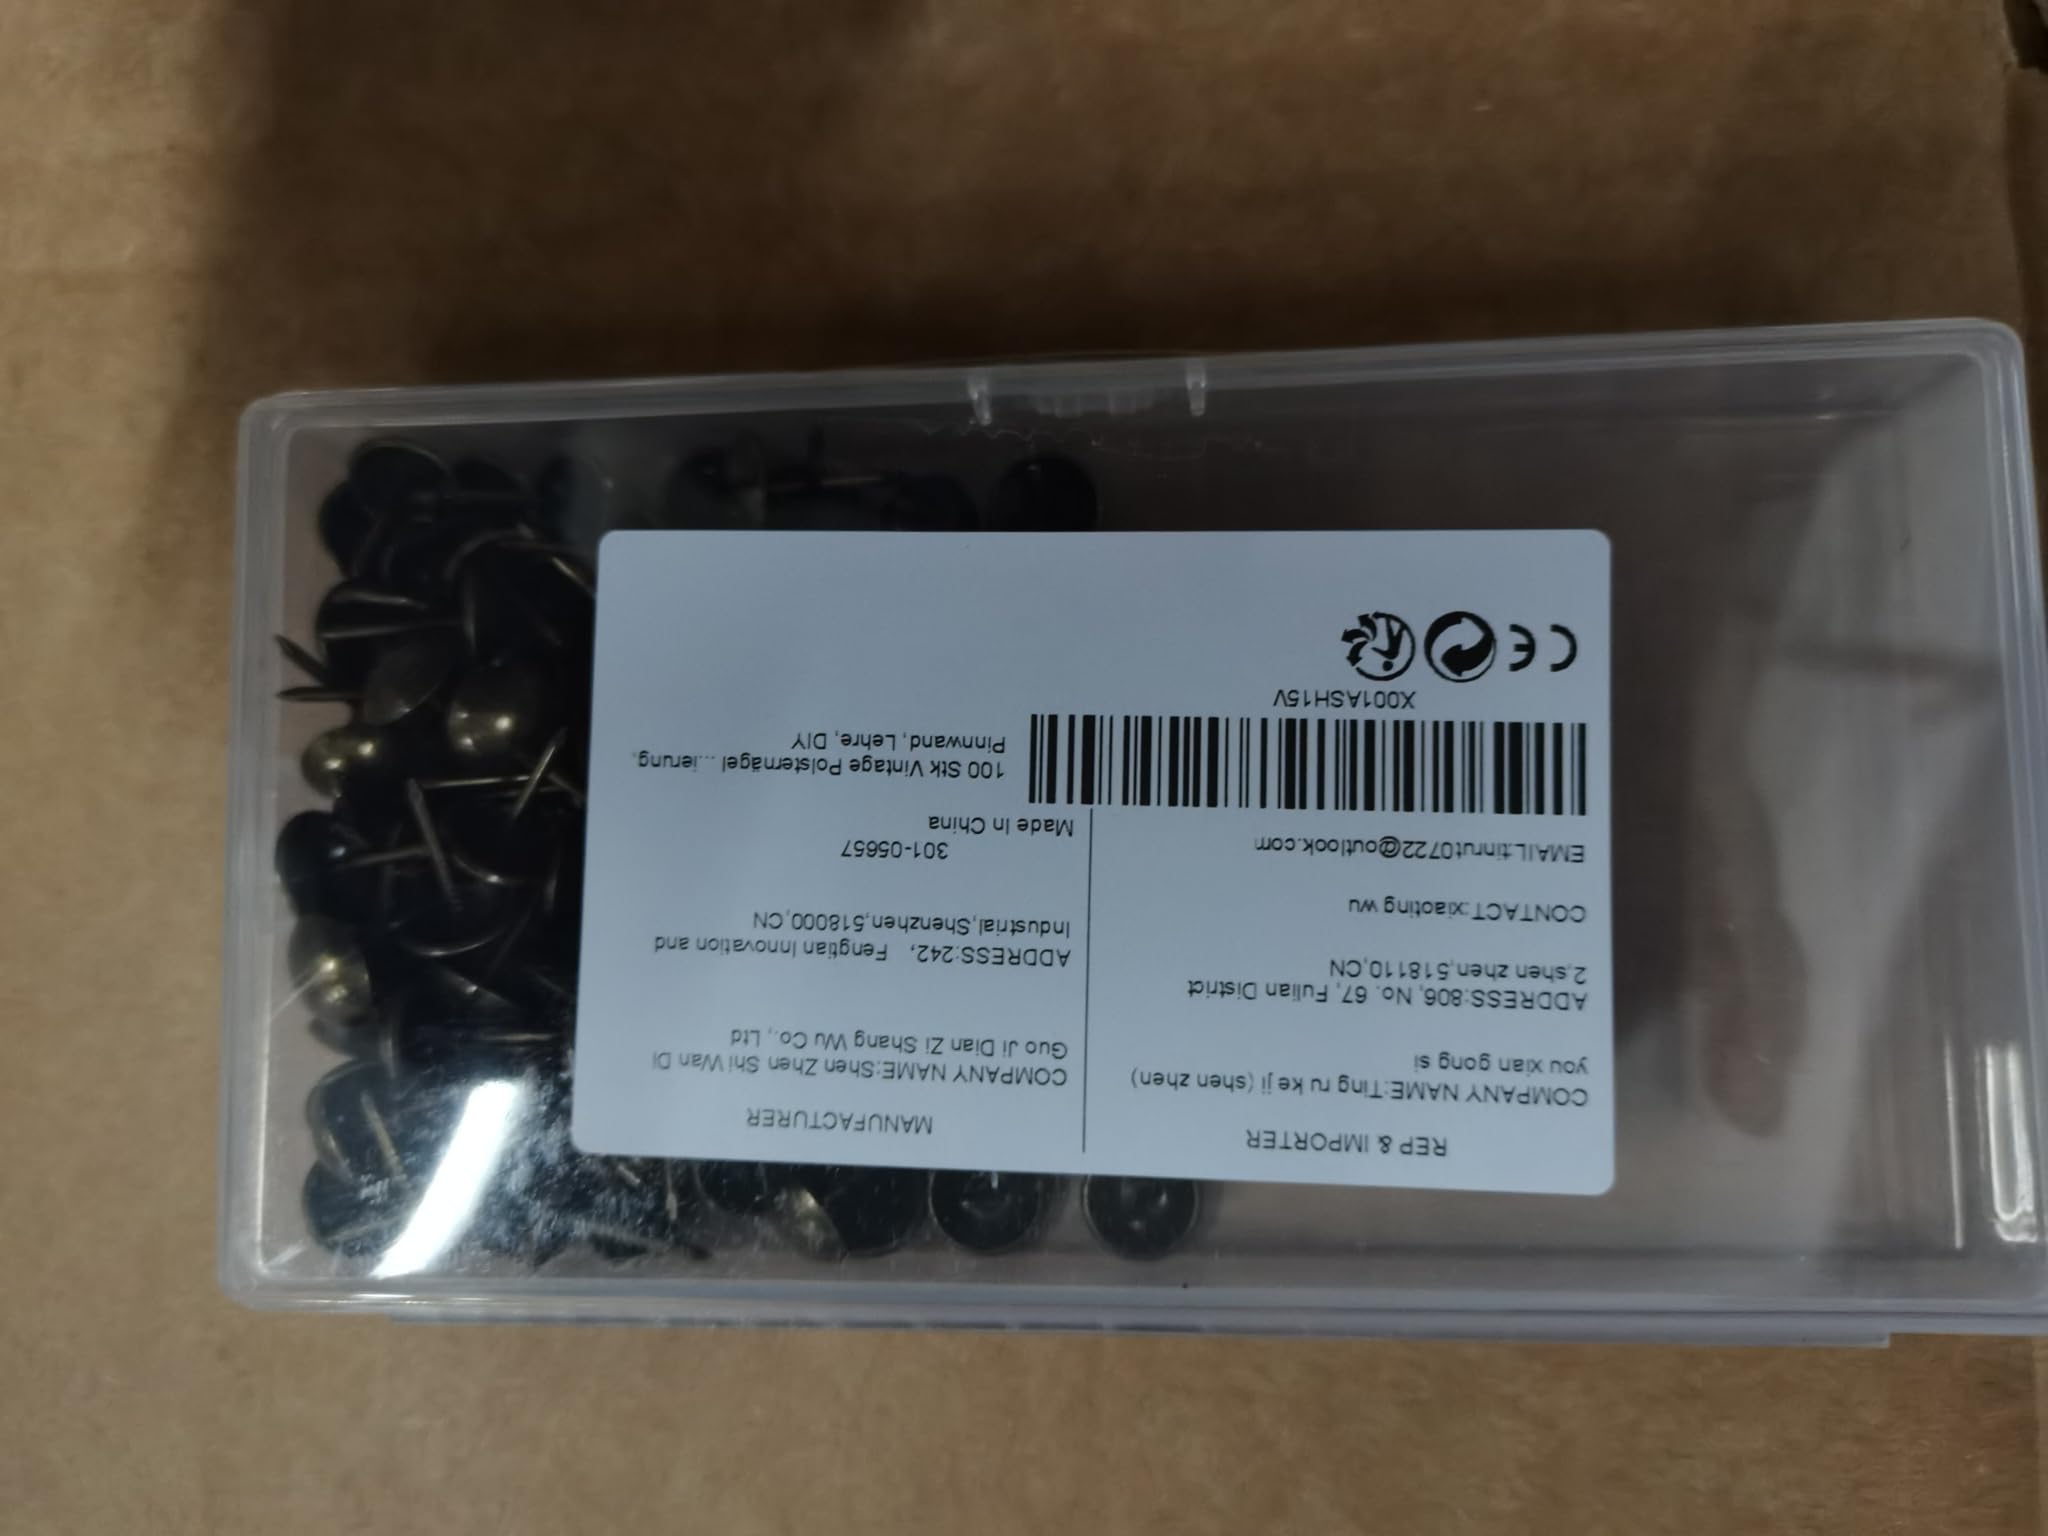 REP & IMPORTER
COMPANY NAME:Ting ru ke ji (shen zhen)
you xian gong si
ADDRESS:806, No. 67, Fulian District
2,shen zhen,518110,CN
CONTACT:xiaoting wu
EMAIL:tinrut0722@outlook.com
MANUFACTURER
COMPANY NAME:Shen Zhen Shi Wan Di
Guo Ji Dian Zi Shang Wu Co., Ltd
ADDRESS:242, Fengtian Innovation and
Industrial,Shenzhen,518000,CN
301-05657
Made In China
100 Stk Vintage Polsternägel ...ierung,
Pinnwand, Lehre, DIY
X001ASH15V
CE